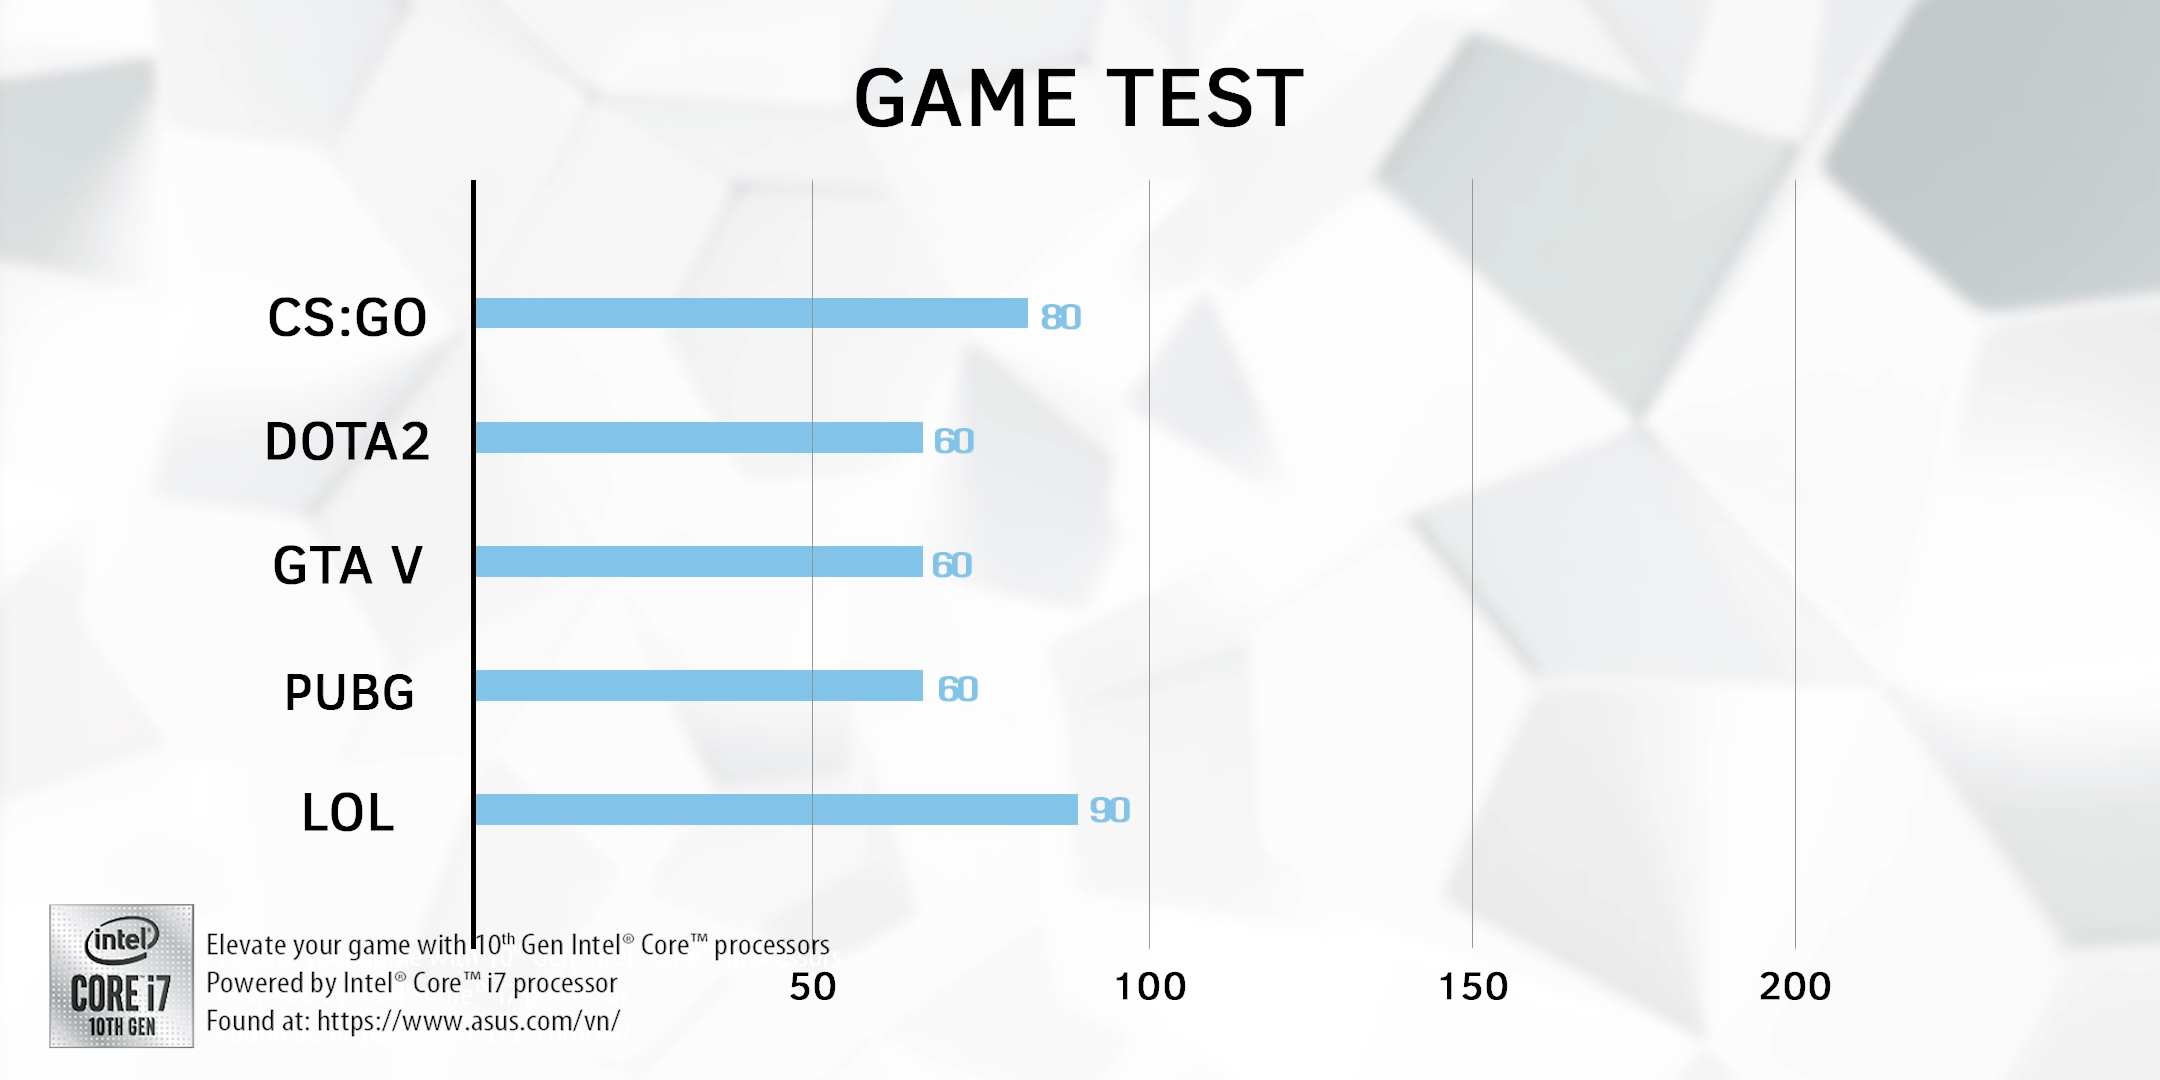 GAME TEST
CS:GO 80
DOTA2 60
GTA V 60
PUBG 60
LOL 90
50 100 150 200
intel
CORE i7
10TH GEN
Elevate your game with 10th Gen Intel® Core™ processors
Powered by Intel® Core™ i7 processor
Found at: https://www.asus.com/vn/